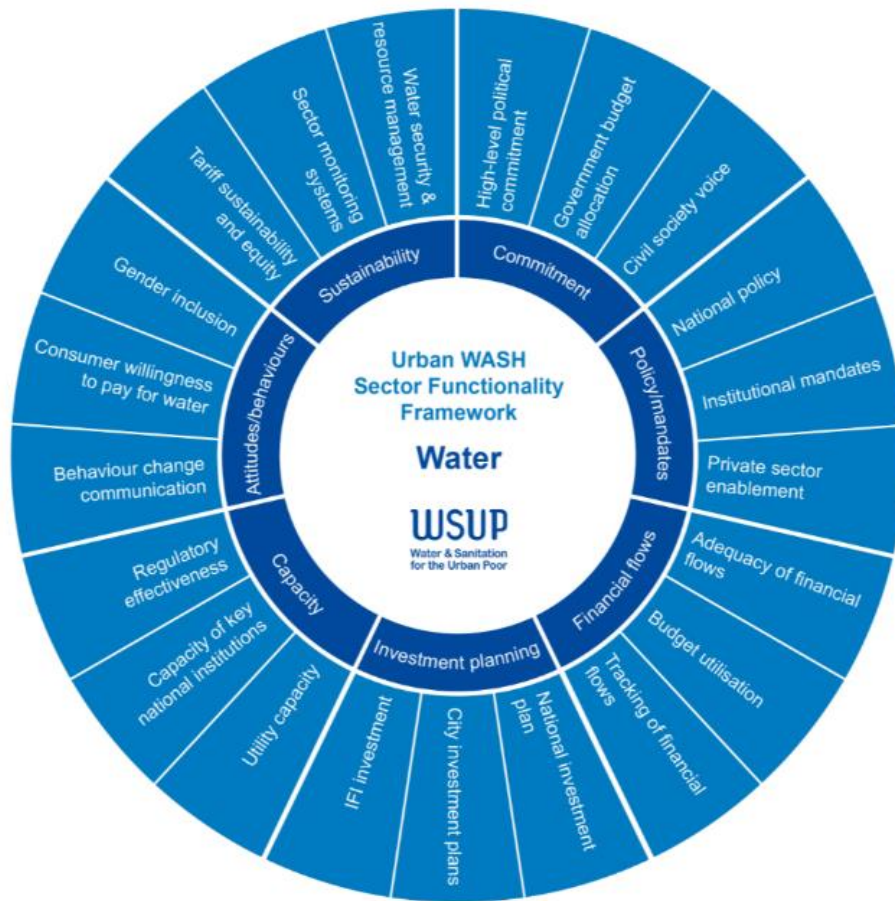 Urban WASH
Sector Functionality
Framework
Water
WSUP
Water & Sanitation
for the Urban Poor
Commitment
High-level political
commitment
Government budget
allocation
Civil society voice
Policy/mandates
National policy
Institutional mandates
Private sector
enablement
Financial flows
Adequacy of financial
flows
Budget utilisation
Tracking of financial
flows
Investment planning
National investment
plan
City investment plans
IFI investment
Capacity
Utility capacity
Capacity of key
national institutions
Regulatory
effectiveness
Attitudes/behaviours
Behaviour change
communication
Consumer willingness
to pay for water
Gender inclusion
Sustainability
Tariff sustainability
and equity
Sector monitoring
systems
Water security &
resource management